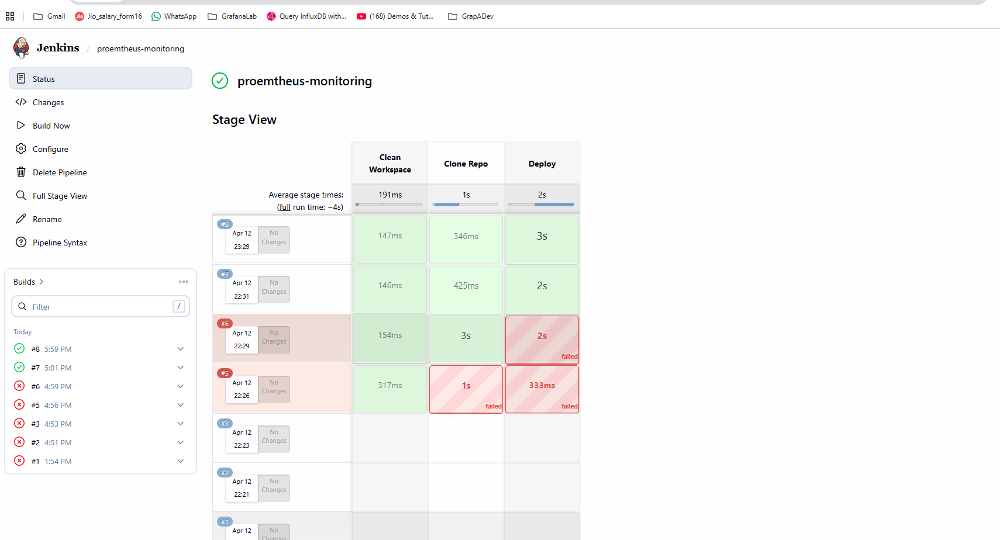 Gmail
Jio_salary_form16
WhatsApp
GrafanaLab
Query InfluxDB with...
(168) Demos & Tut...
GrapADev
Jenkins / proemtheus-monitoring
Status
Changes
Build Now
Configure
Delete Pipeline
Full Stage View
Rename
Pipeline Syntax
Builds
Filter /
Today
#8 5:59 PM
#7 5:01 PM
#6 4:59 PM
#5 4:56 PM
#3 4:53 PM
#2 4:51 PM
#1 1:54 PM
proemtheus-monitoring
Stage View
Clean
Workspace
Clone Repo
Deploy
Average stage times:
(full run time: ~4s)
191ms
1s
2s
#8
Apr 12
23:29
No
Changes
147ms
346ms
3s
#7
Apr 12
22:31
No
Changes
146ms
425ms
2s
#6
Apr 12
22:29
No
Changes
154ms
3s
2s
failed
#5
Apr 12
22:26
No
Changes
317ms
1s
failed
333ms
failed
#3
Apr 12
22:23
No
Changes
#2
Apr 12
22:21
No
Changes
#1
Apr 12
No
Changes